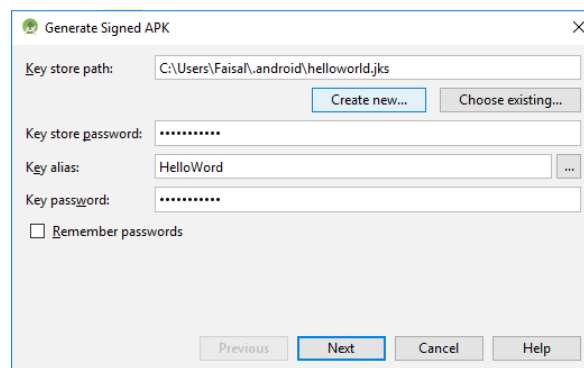 Generate Signed APK
Key store path: C:\Users\Faisal\.android\helloworld.jks
Create new... Choose existing...
Key store password: •••••••••••
Key alias: HelloWord ...
Key password: •••••••••••
Remember passwords
Previous Next Cancel Help